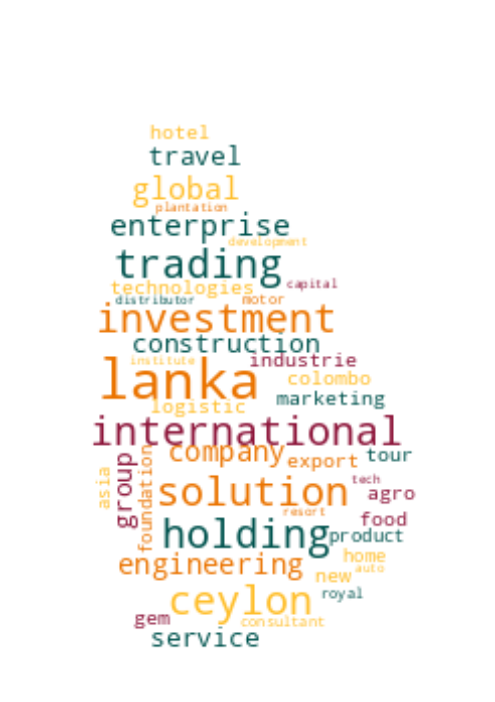 hotel
travel
global
plantation
enterprise
development
trading
technologies
capital
distributor
motor
investment
construction
institute
industrie
lanka
colombo
logistic
marketing
international
company
export
tour
asia
group
foundation
solution
tech
agro
resort
holding
food
product
engineering
home
new
auto
ceylon
royal
gem
consultant
service